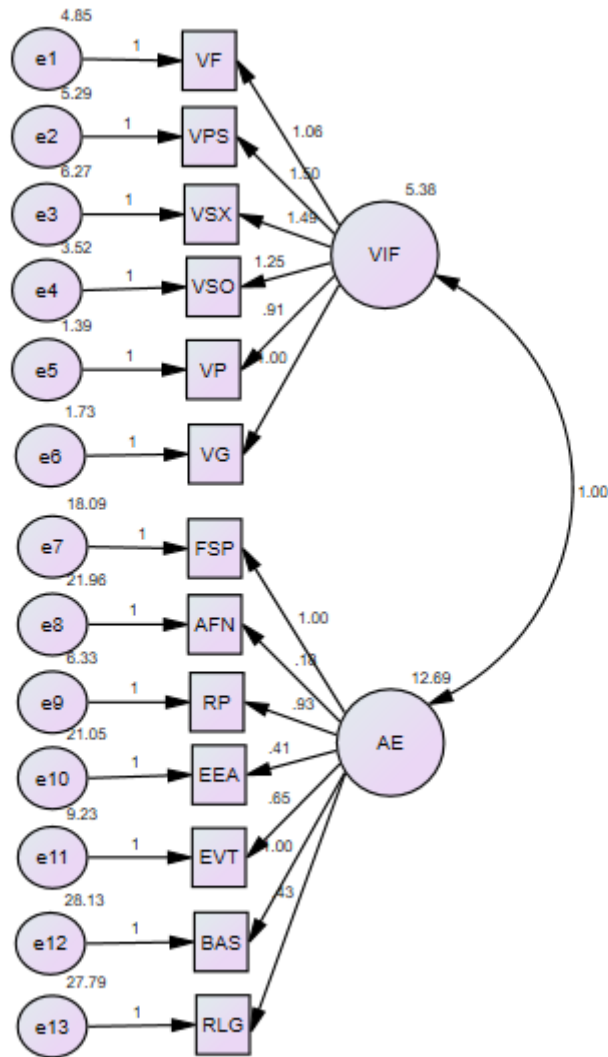 4.85
e1 1 VF
5.29
e2 1 VPS
6.27
e3 1 VSX
3.52
e4 1 VSO
1.39
e5 1 VP
1.73
e6 1 VG
1.06
1.50
1.49
1.25
.91
1.00
5.38
VIF
1.00
18.09
e7 1 FSP
21.96
e8 1 AFN
6.33
e9 1 RP
21.05
e10 1 EEA
9.23
e11 1 EVT
28.13
e12 1 BAS
27.79
e13 1 RLG
1.00
.18
.93
.41
.65
1.00
.43
12.69
AE